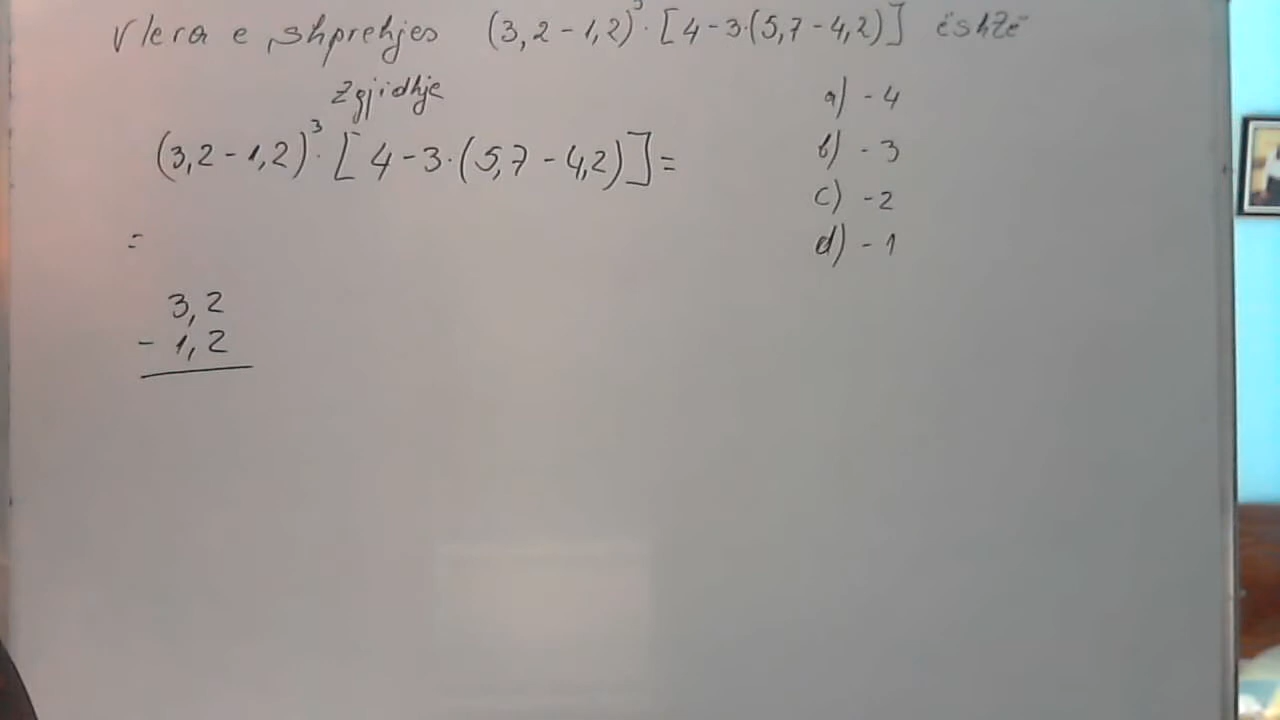 Vlera e shprehjes (3,2 - 1,2)³ · [4 - 3·(5,7 - 4,2)] është
Zgjidhje
a) -4
(3,2 - 1,2)³ · [4 - 3·(5,7 - 4,2)] =
b) -3
c) -2
=
d) -1
3,2
- 1,2